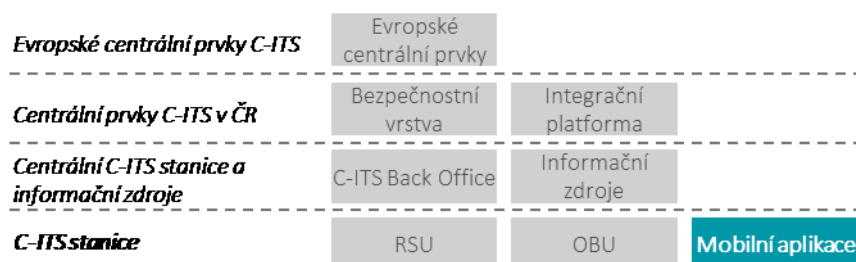 Evropské centrální prvky C-ITS
Evropské
centrální prvky
Centrální prvky C-ITS v ČR
Bezpečnostní
vrstva
Integrační
platforma
Centrální C-ITS stanice a
informační zdroje
C-ITS Back Office
Informační
zdroje
C-ITS stanice
RSU
OBU
Mobilní aplikace